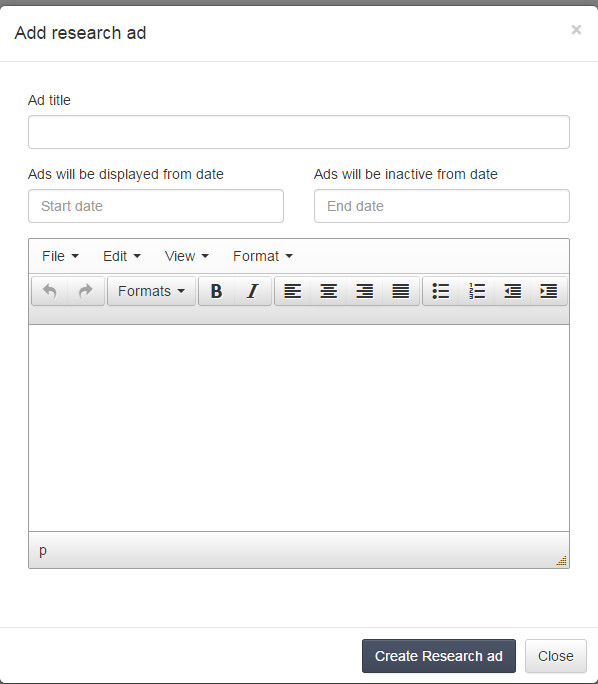 Add research ad ×
Ad title
Ads will be displayed from date Ads will be inactive from date
Start date End date
File Edit View Format
Formats B I
p
Create Research ad Close